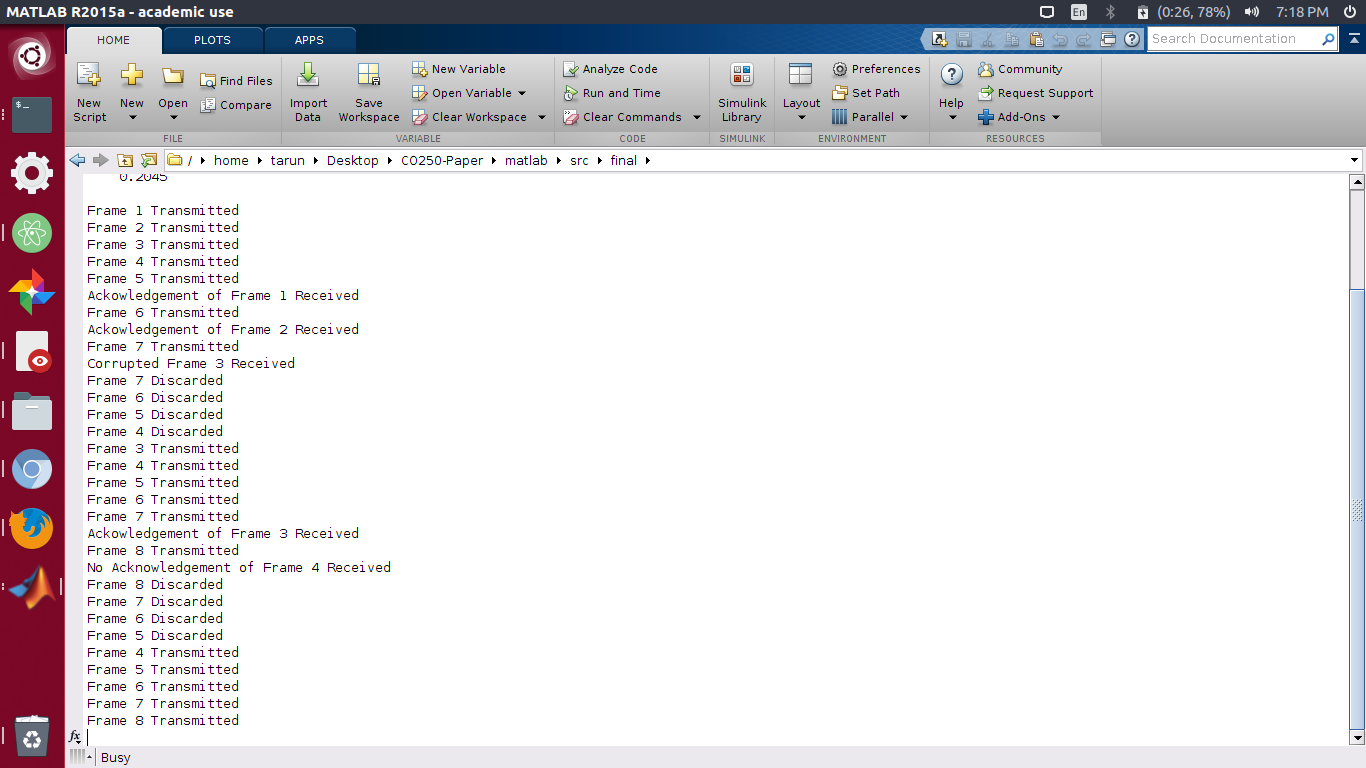 MATLAB R2015a - academic use
En
(0:26, 78%)
7:18 PM
HOME
PLOTS
APPS
Search Documentation
New Script
New
Open
Find Files
Compare
FILE
Import Data
Save Workspace
New Variable
Open Variable
Clear Workspace
VARIABLE
Analyze Code
Run and Time
Clear Commands
CODE
Simulink Library
SIMULINK
Layout
Preferences
Set Path
Parallel
ENVIRONMENT
Help
Community
Request Support
Add-Ons
RESOURCES
/ home tarun Desktop CO250-Paper matlab src final
0.2045
Frame 1 Transmitted
Frame 2 Transmitted
Frame 3 Transmitted
Frame 4 Transmitted
Frame 5 Transmitted
Ackowledgement of Frame 1 Received
Frame 6 Transmitted
Ackowledgement of Frame 2 Received
Frame 7 Transmitted
Corrupted Frame 3 Received
Frame 7 Discarded
Frame 6 Discarded
Frame 5 Discarded
Frame 4 Discarded
Frame 3 Transmitted
Frame 4 Transmitted
Frame 5 Transmitted
Frame 6 Transmitted
Frame 7 Transmitted
Ackowledgement of Frame 3 Received
Frame 8 Transmitted
No Acknowledgement of Frame 4 Received
Frame 8 Discarded
Frame 7 Discarded
Frame 6 Discarded
Frame 5 Discarded
Frame 4 Transmitted
Frame 5 Transmitted
Frame 6 Transmitted
Frame 7 Transmitted
Frame 8 Transmitted
fx
Busy